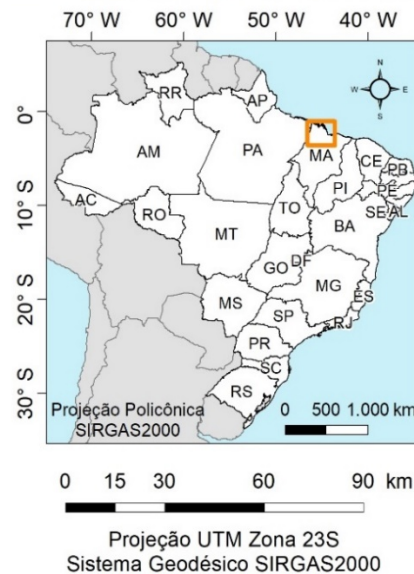 70° W 60° W 50° W 40° W
N
W E
S
0°
10° S
20° S
30° S
RR
AP
AM
PA
MA
CE
PB
PI
PE
AC
TO
SE AL
RO
BA
MT
DF
GO
MG
MS
ES
SP
RJ
PR
SC
RS
Projeção Policônica
SIRGAS2000
0 500 1.000 km
0 15 30 60 90 km
Projeção UTM Zona 23S
Sistema Geodésico SIRGAS2000